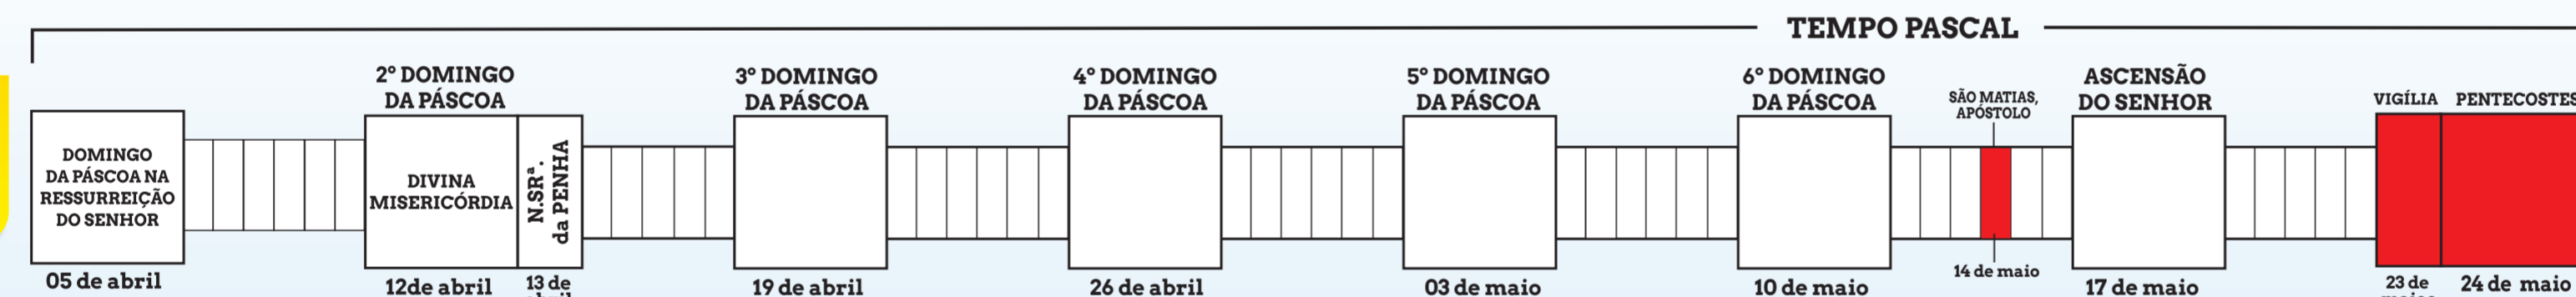 TEMPO PASCAL
DOMINGO
DA PÁSCOA NA
RESSURREIÇÃO
DO SENHOR
05 de abril
2º DOMINGO
DA PÁSCOA
DIVINA
MISERICÓRDIA
12de abril
N.SRª.
da PENHA
13 de
abril
3º DOMINGO
DA PÁSCOA
19 de abril
4º DOMINGO
DA PÁSCOA
26 de abril
5º DOMINGO
DA PÁSCOA
03 de maio
6º DOMINGO
DA PÁSCOA
10 de maio
SÃO MATIAS,
APÓSTOLO
14 de maio
ASCENSÃO
DO SENHOR
17 de maio
VIGÍLIA
23 de
PENTECOSTES
24 de maio